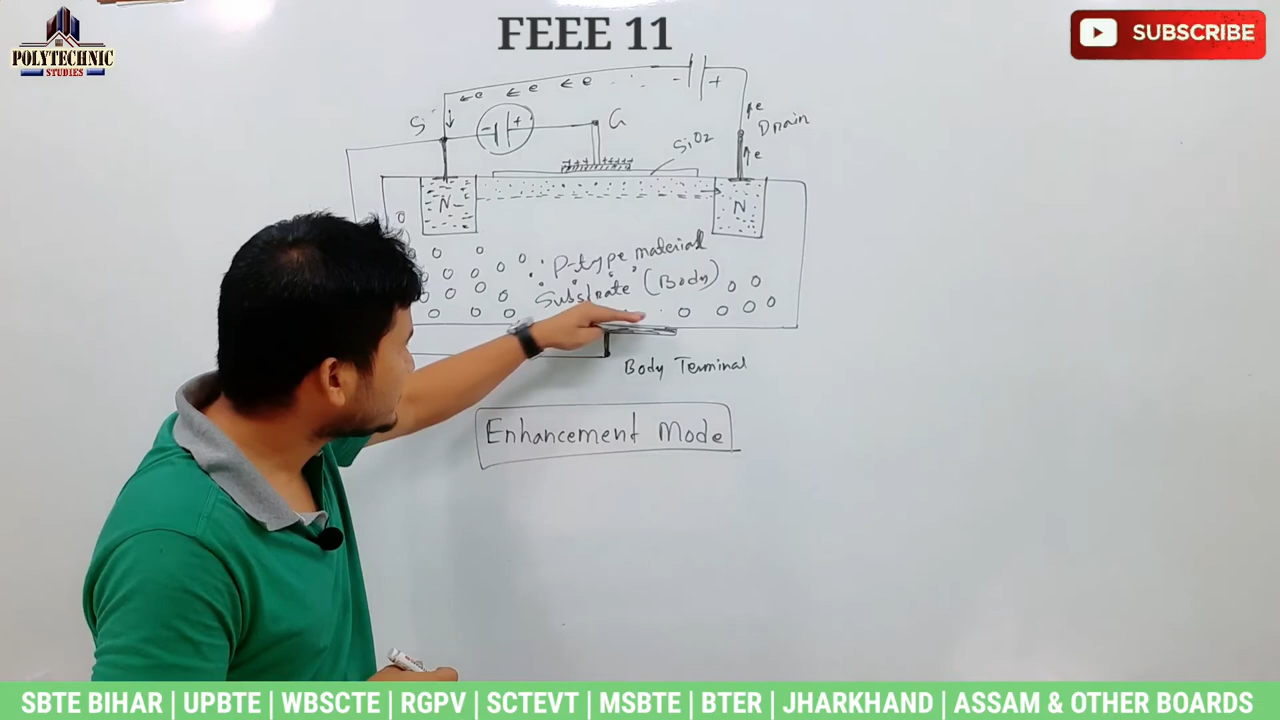 FEEE 11
POLYTECHNIC
STUDIES
SUBSCRIBE
← e ← e ← e
- +
S
- +
G
e
Drain
e
SiO2
N
N
P-type material
Substrate (Body)
Body Terminal
Enhancement Mode
SBTE BIHAR | UPBTE | WBSCTE | RGPV | SCTEVT | MSBTE | BTER | JHARKHAND | ASSAM & OTHER BOARDS